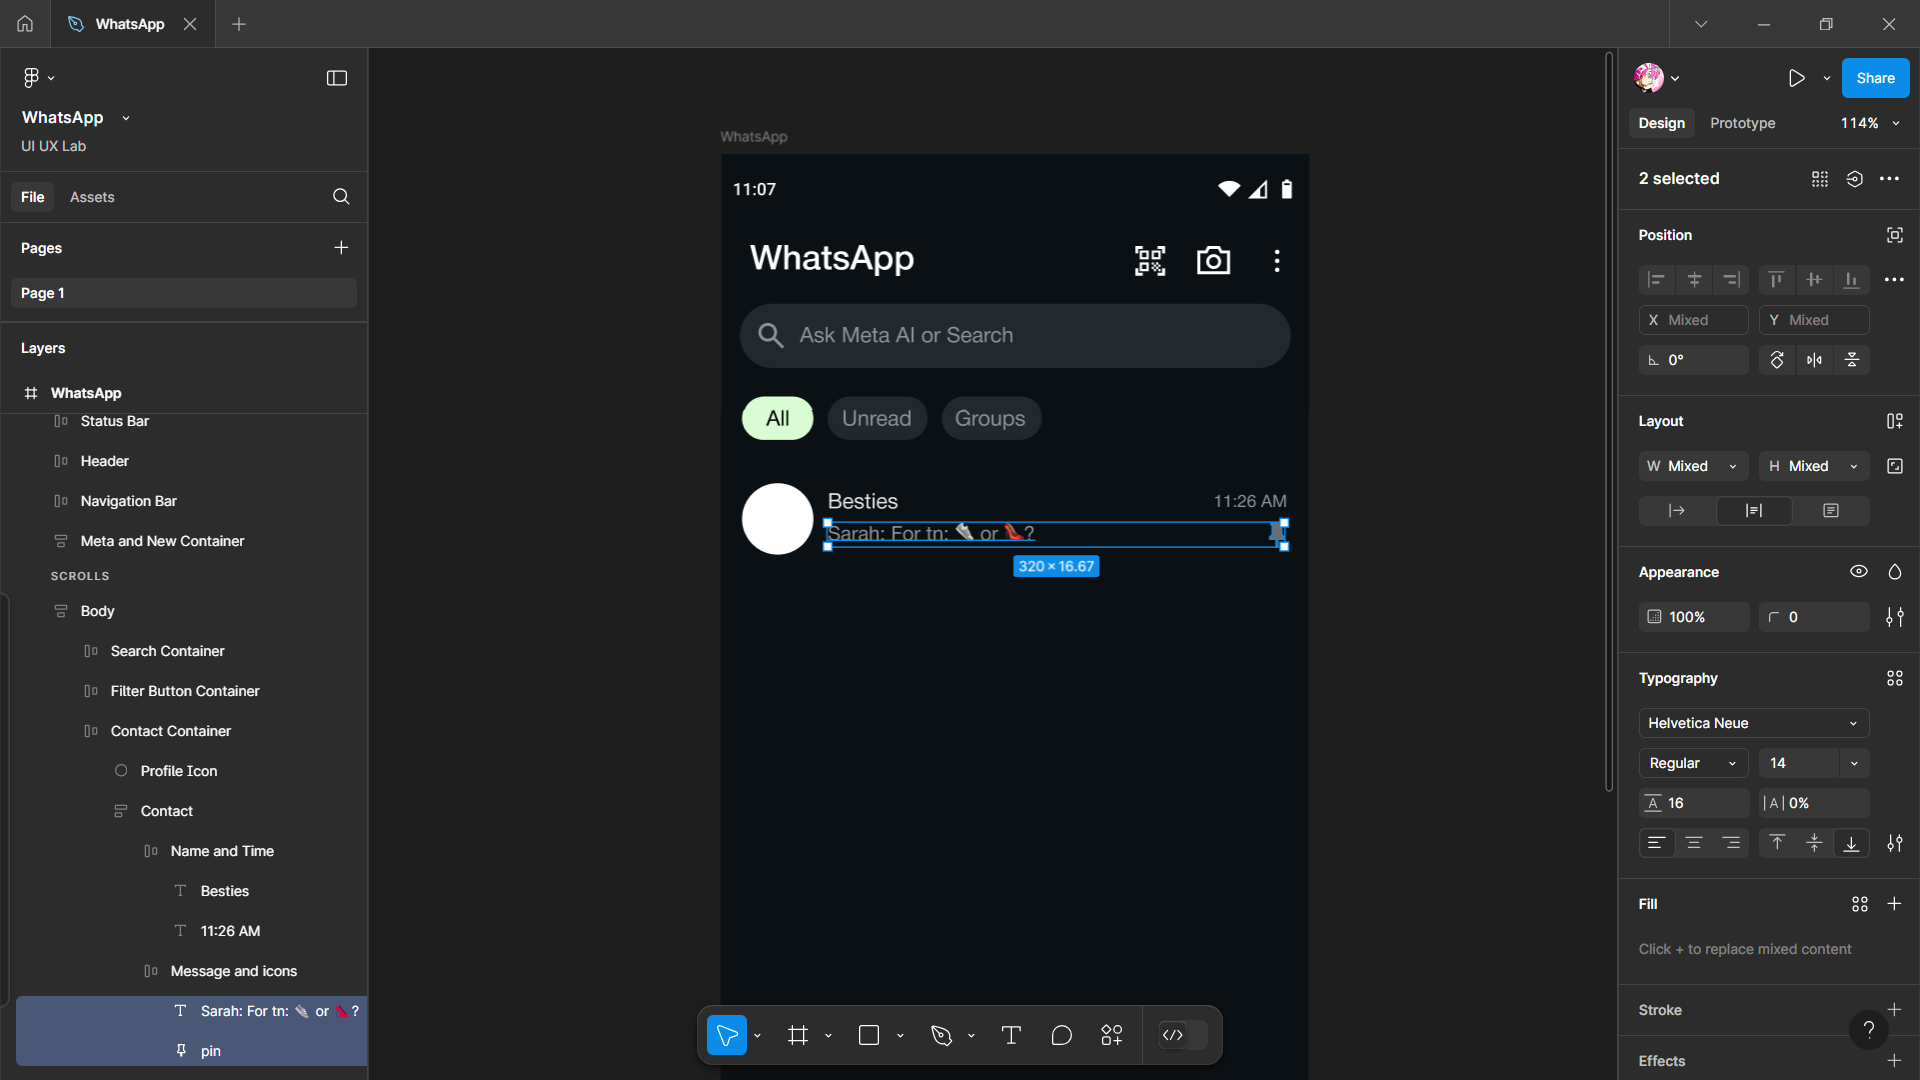 WhatsApp
WhatsApp
UI UX Lab
File Assets
Pages
Page 1
Layers
WhatsApp
Status Bar
Header
Navigation Bar
Meta and New Container
SCROLLS
Body
Search Container
Filter Button Container
Contact Container
Profile Icon
Contact
Name and Time
Besties
11:26 AM
Message and icons
Sarah: For tn: 👟 or 👠?
pin
WhatsApp
11:07
WhatsApp
Ask Meta AI or Search
All Unread Groups
Besties 11:26 AM
Sarah: For tn: 👟 or 👠?
320 × 16.67
Share
Design Prototype 114%
2 selected
Position
X Mixed Y Mixed
0°
Layout
W Mixed H Mixed
Appearance
100% 0
Typography
Helvetica Neue
Regular 14
16 0%
Fill
Click + to replace mixed content
Stroke
?
Effects